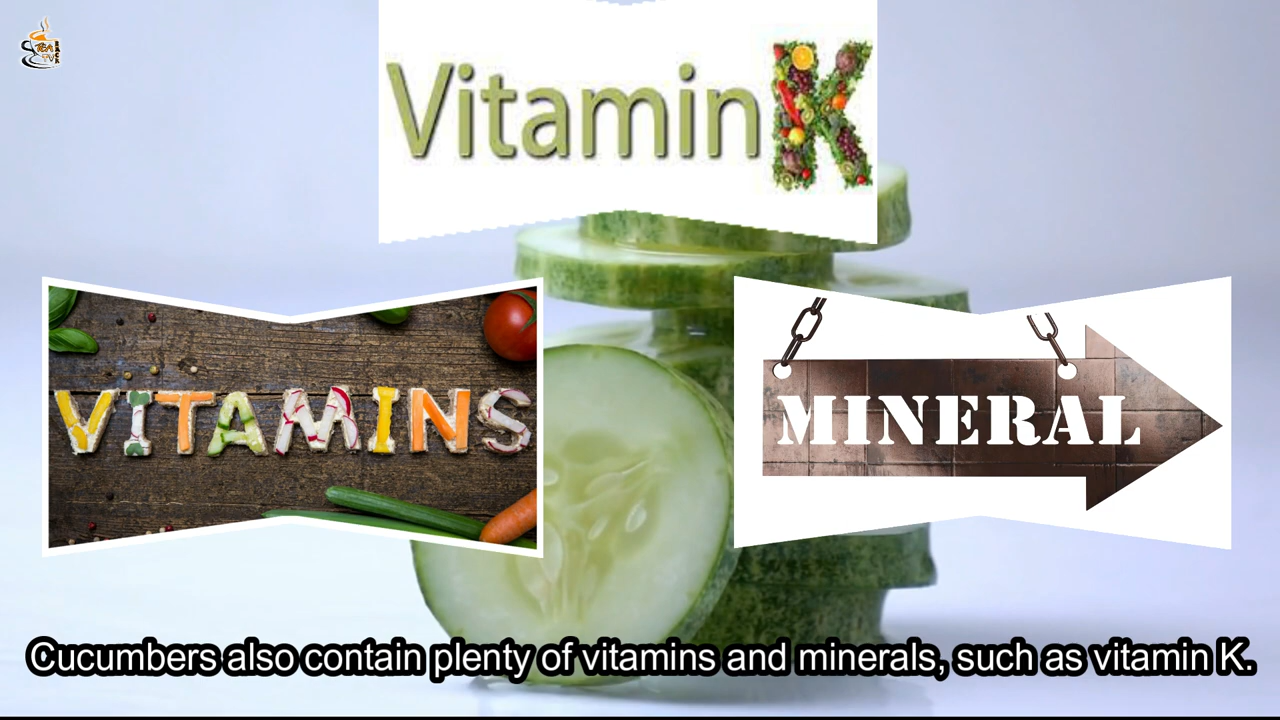 Vitamin K
VITAMINS
MINERAL
Cucumbers also contain plenty of vitamins and minerals, such as vitamin K.